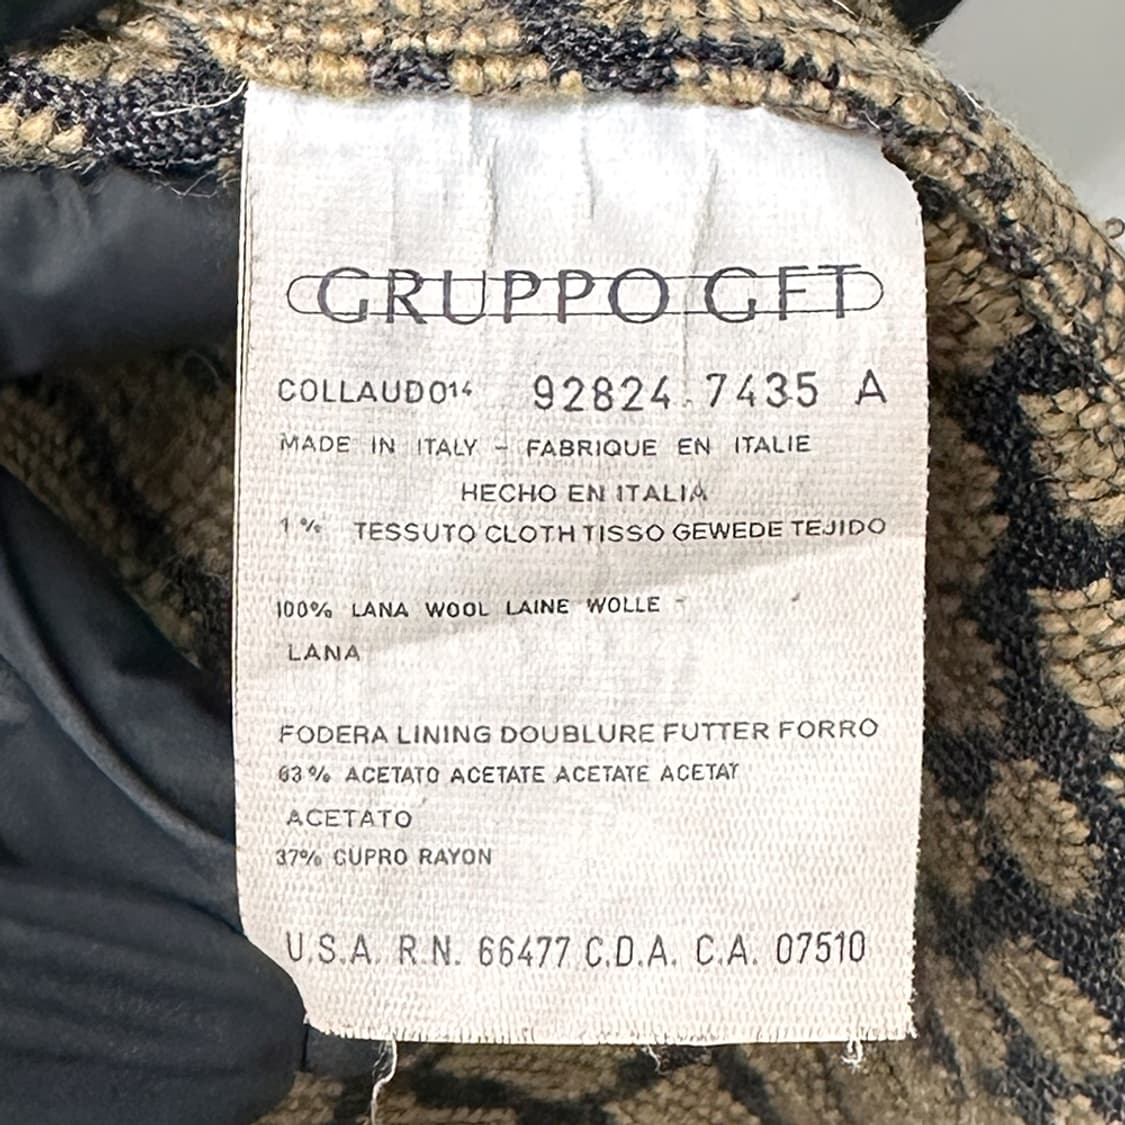 GRUPPO GFT
COLLAUDO14 92824 7435 A
MADE IN ITALY - FABRIQUE EN ITALIE
HECHO EN ITALIA
1 % TESSUTO CLOTH TISSO GEWEDE TEJIDO
100% LANA WOOL LAINE WOLLE -
LANA
FODERA LINING DOUBLURE FUTTER FORRO
63% ACETATO ACETATE ACETATE ACETAT
ACETATO
37% CUPRO RAYON
U.S.A. R.N. 66477 C.D.A. C.A. 07510